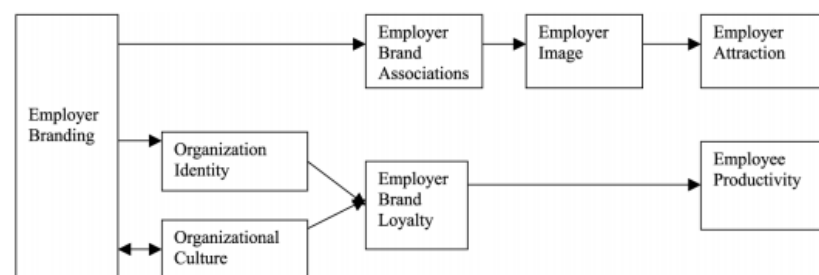 Employer
Branding
Employer
Brand
Associations
Employer
Image
Employer
Attraction
Organization
Identity
Organizational
Culture
Employer
Brand
Loyalty
Employee
Productivity